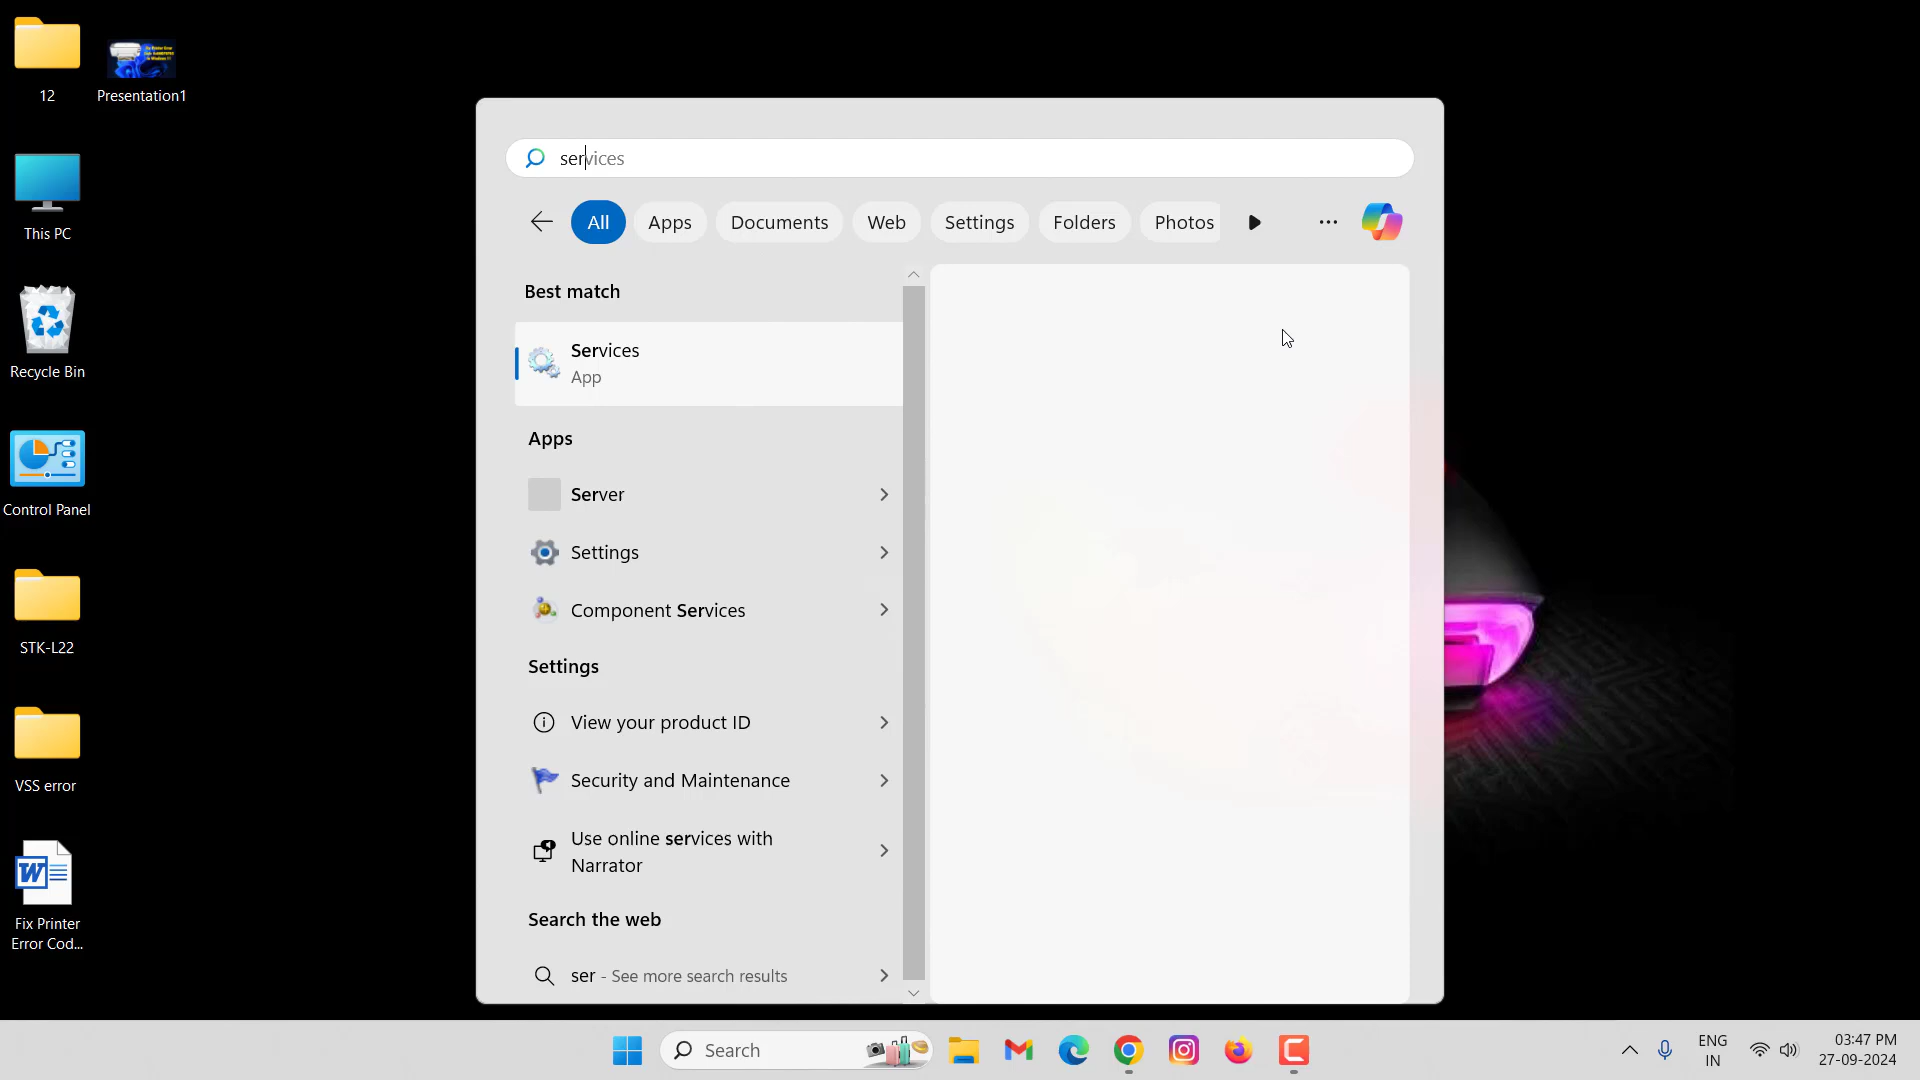 12
Presentation1
This PC
Recycle Bin
Control Panel
STK-L22
VSS error
Fix Printer
Error Cod...
services
All
Apps
Documents
Web
Settings
Folders
Photos
Best match
Services
App
Apps
Server
Settings
Component Services
Settings
View your product ID
Security and Maintenance
Use online services with
Narrator
Search the web
ser - See more search results
Search
ENG
IN
03:47 PM
27-09-2024